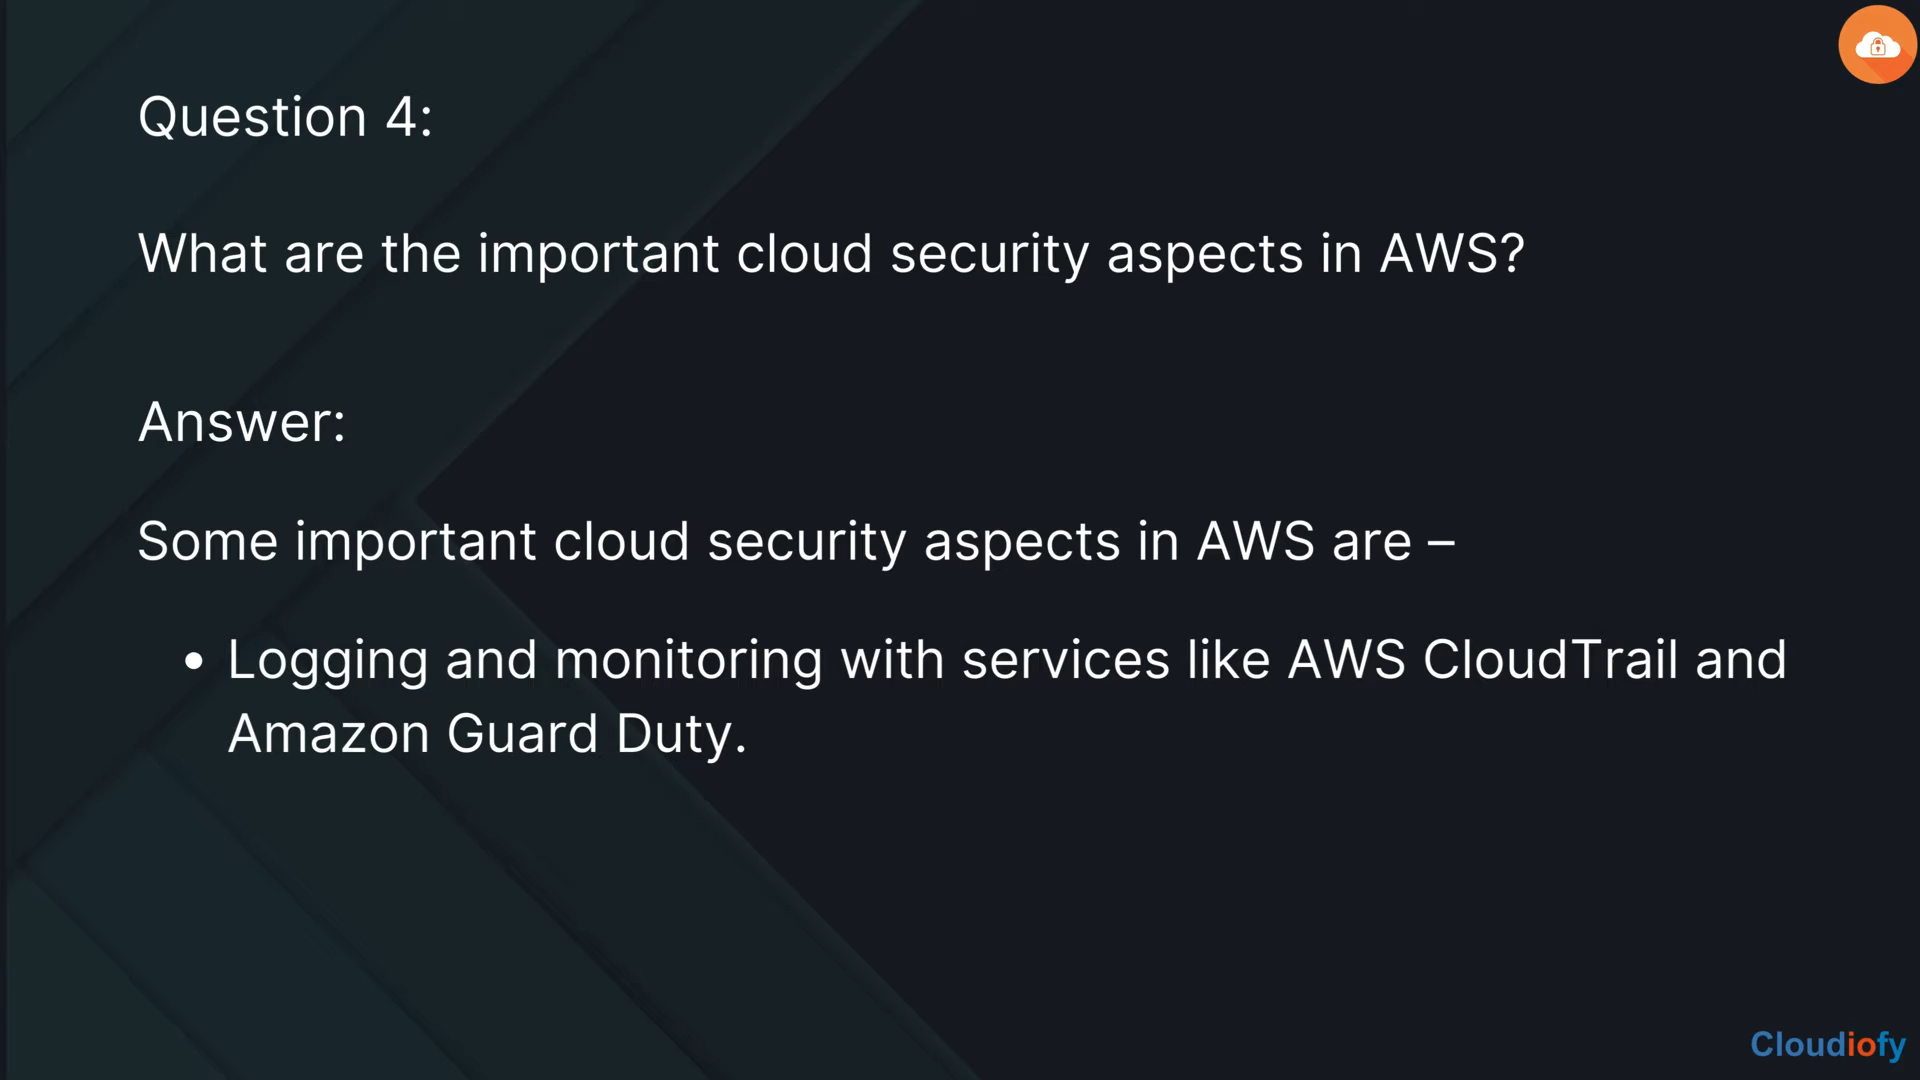 Question 4:
What are the important cloud security aspects in AWS?
Answer:
Some important cloud security aspects in AWS are –
• Logging and monitoring with services like AWS CloudTrail and
Amazon Guard Duty.
Cloudiofy